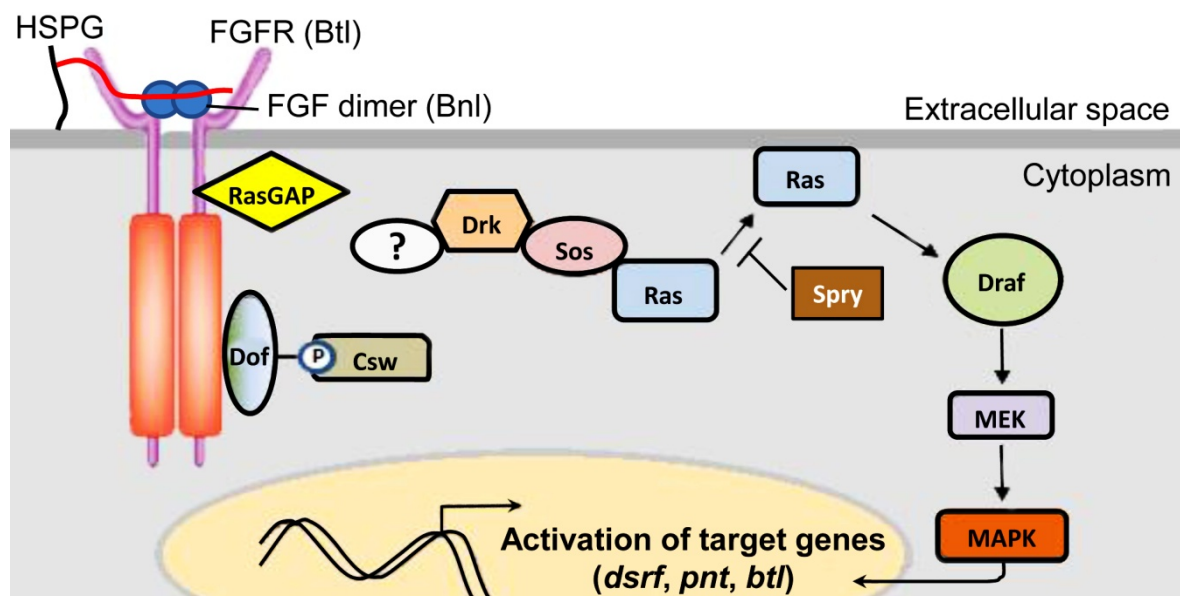 HSPG
FGFR (Btl)
FGF dimer (Bnl)
Extracellular space
Cytoplasm
RasGAP
Ras
Drk
?
Sos
Ras
Spry
Draf
Dof
P
Csw
MEK
MAPK
Activation of target genes
(dsrf, pnt, btl)